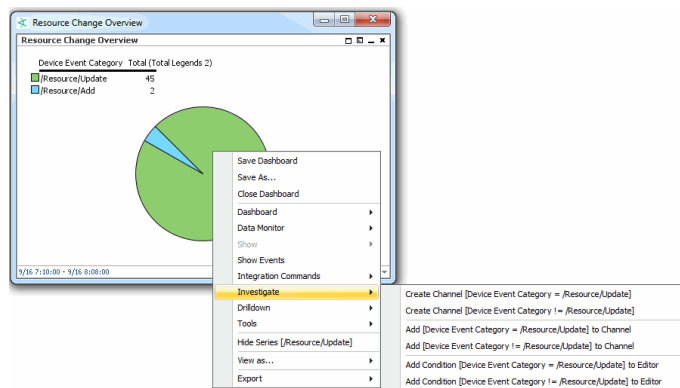 Resource Change Overview
Resource Change Overview
Device Event Category Total (Total Legends 2)
/Resource/Update 45
/Resource/Add 2
Save Dashboard
Save As...
Close Dashboard
Dashboard
Data Monitor
Show
Show Events
9/16 7:10:00 - 9/16 8:08:00
Integration Commands
Investigate
Create Channel [Device Event Category = /Resource/Update]
Drilldown
Create Channel [Device Event Category != /Resource/Update]
Tools
Add [Device Event Category = /Resource/Update] to Channel
Hide Series [/Resource/Update]
Add [Device Event Category != /Resource/Update] to Channel
View as...
Add Condition [Device Event Category = /Resource/Update] to Editor
Export
Add Condition [Device Event Category != /Resource/Update] to Editor